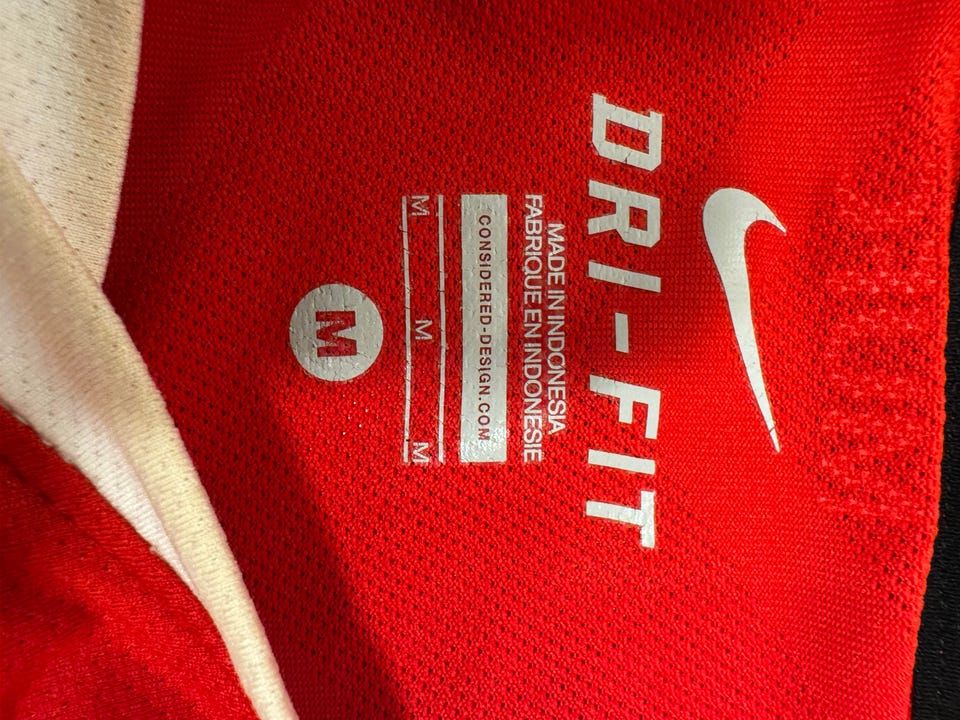 DRI-FIT
MADE IN INDONESIA
FABRIQUE EN INDONESIE
CONSIDERED-DESIGN.COM
M M M
M